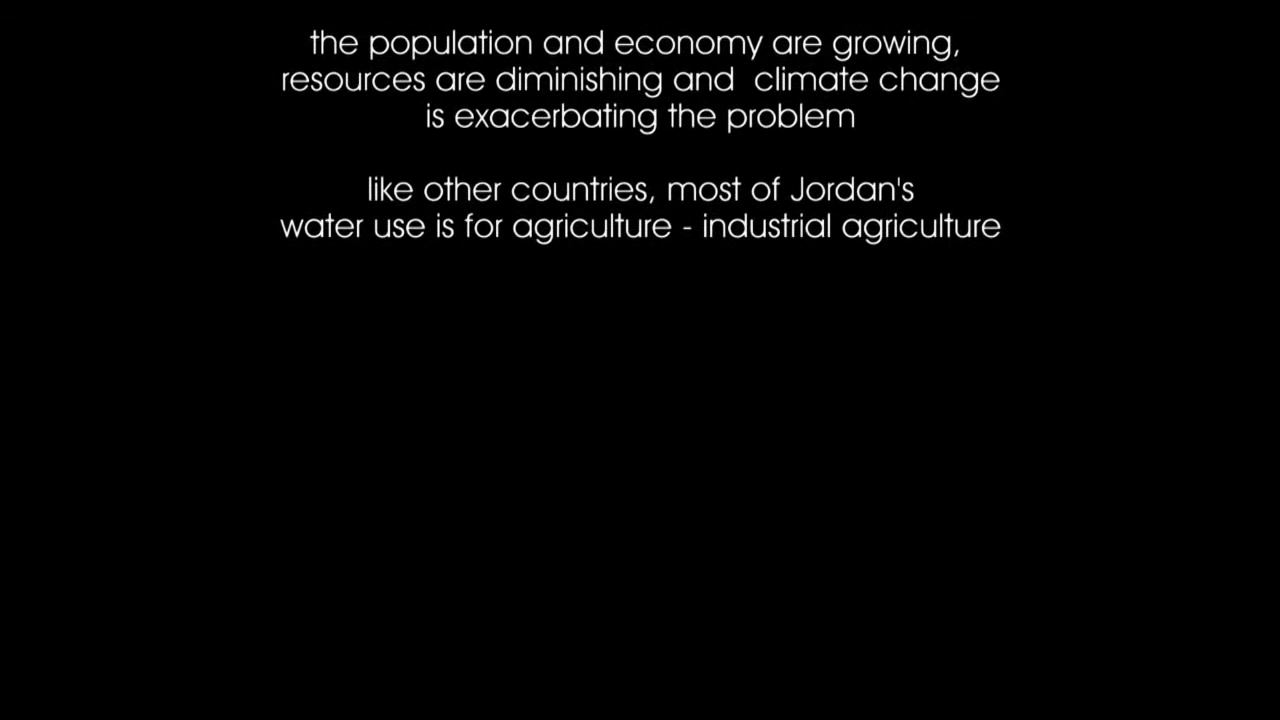 the population and economy are growing,
resources are diminishing and  climate change
is exacerbating the problem
like other countries, most of Jordan's
water use is for agriculture - industrial agriculture